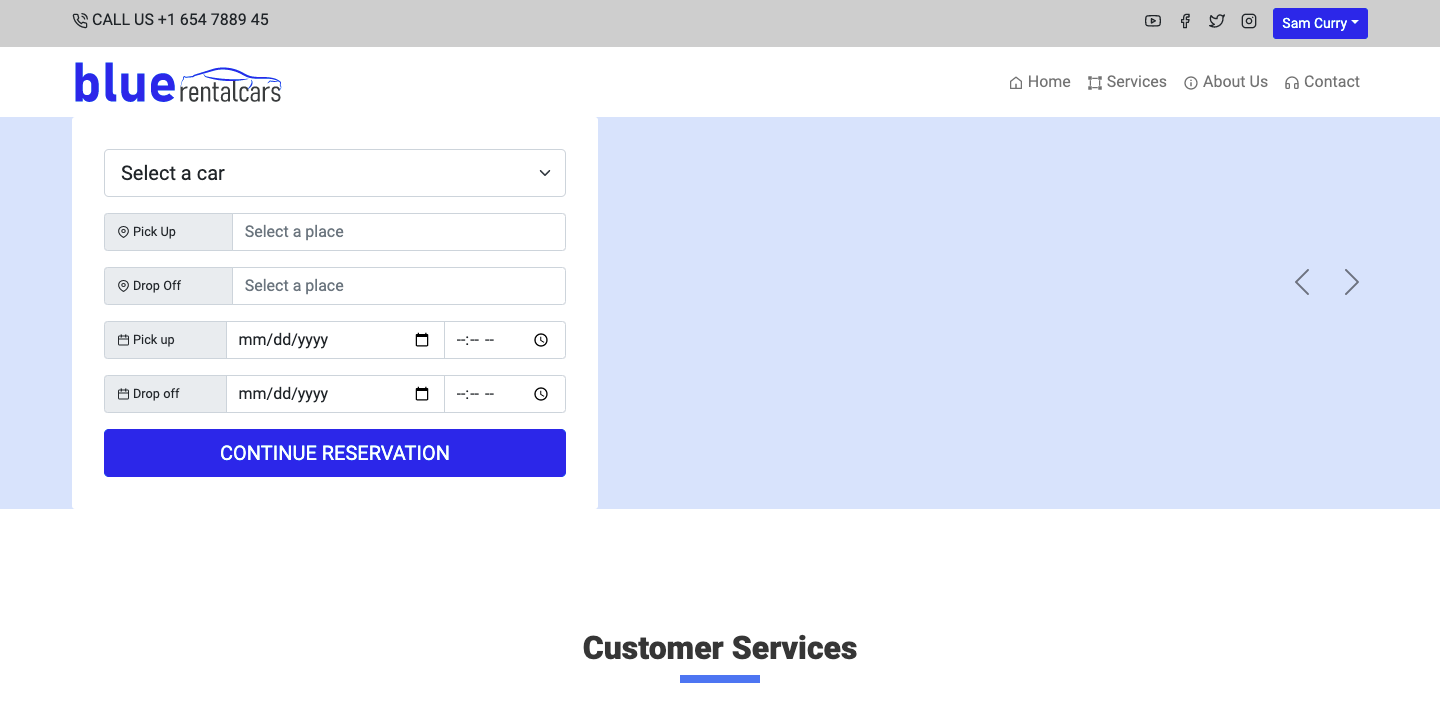 CALL US +1 654 7889 45
Sam Curry
blue rentalcars
Home Services About Us Contact
Select a car
Pick Up Select a place
Drop Off Select a place
Pick up mm/dd/yyyy --:-- --
Drop off mm/dd/yyyy --:-- --
CONTINUE RESERVATION
Customer Services